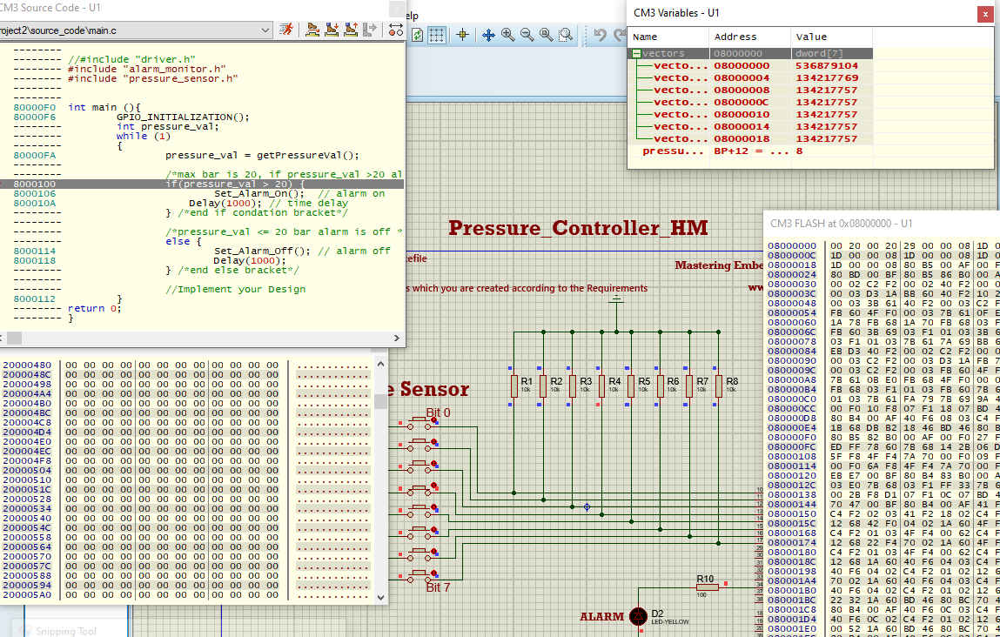 CM3 Source Code - U1
roject2\source_code\main.c
-------- //#include "driver.h"
-------- #include "alarm_monitor.h"
-------- #include "pressure_sensor.h"
80000F0 int main (){
80000F6 GPIO_INITIALIZATION();
-------- int pressure_val;
-------- while (1)
-------- {
80000FA pressure_val = getPressureVal();
-------- /*max bar is 20, if pressure_val >20 al
8000100 if(pressure_val > 20) {
8000106 Set_Alarm_On(); // alarm on
800010A Delay(1000); // time delay
-------- } /*end if condation bracket*/
-------- /*pressure_val <= 20 bar alarm is off *
-------- else {
8000114 Set_Alarm_Off(); // alarm off
8000118 Delay(1000);
-------- } /*end else bracket*/
-------- //Implement your Design
8000112 }
-------- return 0;
-------- }
elp
CM3 Variables - U1
Name Address Value
vectors 08000000 dword[7]
vecto... 08000000 536879104
vecto... 08000004 134217769
vecto... 08000008 134217757
vecto... 0800000C 134217757
vecto... 08000010 134217757
vecto... 08000014 134217757
vecto... 08000018 134217757
pressu... BP+12 = ... 8
Pressure_Controller_HM
efile
Mastering Embe
s which you are created according to the Requirements
ww
CM3 FLASH at 0x08000000 - U1
08000000 00 20 00 20 29 00 00 08 1D 0
0800000C 1D 00 00 08 1D 00 00 08 1D 0
08000018 1D 00 00 08 80 B5 00 AF 00 F
08000024 80 BD 00 BF 80 B5 86 B0 00 A
08000030 00 02 C2 F2 00 02 40 F2 00 0
0800003C 00 03 D3 1A BB 60 40 F2 10 2
08000048 00 03 3B 61 40 F2 00 03 C2 F
08000054 FB 60 4F F0 00 03 7B 61 0F E
08000060 1A 78 FB 68 1A 70 FB 68 03 F
0800006C FB 60 3B 69 03 F1 01 03 3B 6
08000078 03 F1 01 03 7B 61 7A 69 BB 6
08000084 EB D3 40 F2 00 02 C2 F2 00 0
08000090 00 03 C2 F2 00 03 D3 1A FB 7
0800009C 00 03 C2 F2 00 03 FB 60 4F F
080000A8 7B 61 0B E0 FB 68 4F F0 00 0
080000B4 FB 68 03 F1 01 03 FB 60 7B 6
080000C0 01 03 7B 61 FA 79 7B 69 9A 4
080000CC 00 F0 10 F8 07 F1 18 07 BD 4
080000D8 80 B4 00 AF 40 F6 08 03 C4 F
080000E4 1B 68 DB B2 18 46 BD 46 80 B
080000F0 80 B5 82 B0 00 AF 00 F0 27 F
080000FC ED FF 78 60 7B 68 14 2B 06 D
08000108 5F F8 4F F4 7A 70 00 F0 09 F
08000114 00 F0 6A F8 4F F4 7A 70 00 F
08000120 EB E7 00 BF 80 B4 83 B0 00 A
0800012C 03 E0 7B 68 03 F1 FF 33 7B 6
08000138 00 2B F8 D1 07 F1 0C 07 BD 4
08000144 70 47 00 BF 80 B4 00 AF 41 F
08000150 C4 F2 02 03 41 F2 18 02 C4 F
0800015C 12 68 42 F0 04 02 1A 60 4F F
08000168 C4 F2 01 03 4F F4 00 62 C4 F
08000174 12 68 22 F4 70 02 1A 60 4F F
08000180 C4 F2 01 03 4F F4 00 62 C4 F
0800018C 12 68 1A 60 40 F6 04 03 C4 F
08000198 40 F6 04 02 C4 F2 01 02 12 6
080001A4 70 02 1A 60 40 F6 04 03 C4 F
080001B0 40 F6 04 02 C4 F2 01 02 12 6
080001BC 22 32 1A 60 BD 46 80 BC 70 4
080001C8 80 B4 00 AF 40 F6 0C 03 C4 F
080001D4 40 F6 0C 02 C4 F2 01 02 12 6
080001E0 00 52 1A 60 BD 46 80 BC 70 4
20000480 00 00 00 00 00 00 00 00 00 00 00 00 ............
2000048C 00 00 00 00 00 00 00 00 00 00 00 00 ............
20000498 00 00 00 00 00 00 00 00 00 00 00 00 ............
200004A4 00 00 00 00 00 00 00 00 00 00 00 00 ............
200004B0 00 00 00 00 00 00 00 00 00 00 00 00 ............
200004BC 00 00 00 00 00 00 00 00 00 00 00 00 ............
200004C8 00 00 00 00 00 00 00 00 00 00 00 00 ............
200004D4 00 00 00 00 00 00 00 00 00 00 00 00 ............
200004E0 00 00 00 00 00 00 00 00 00 00 00 00 ............
200004EC 00 00 00 00 00 00 00 00 00 00 00 00 ............
200004F8 00 00 00 00 00 00 00 00 00 00 00 00 ............
20000504 00 00 00 00 00 00 00 00 00 00 00 00 ............
20000510 00 00 00 00 00 00 00 00 00 00 00 00 ............
2000051C 00 00 00 00 00 00 00 00 00 00 00 00 ............
20000528 00 00 00 00 00 00 00 00 00 00 00 00 ............
20000534 00 00 00 00 00 00 00 00 00 00 00 00 ............
20000540 00 00 00 00 00 00 00 00 00 00 00 00 ............
2000054C 00 00 00 00 00 00 00 00 00 00 00 00 ............
20000558 00 00 00 00 00 00 00 00 00 00 00 00 ............
20000564 00 00 00 00 00 00 00 00 00 00 00 00 ............
20000570 00 00 00 00 00 00 00 00 00 00 00 00 ............
2000057C 00 00 00 00 00 00 00 00 00 00 00 00 ............
20000588 00 00 00 00 00 00 00 00 00 00 00 00 ............
20000594 00 00 00 00 00 00 00 00 00 00 00 00 ............
200005A0 00 00 00 00 00 00 00 00 00 00 00 00 ............
e Sensor
Bit 0
Bit 7
R1 R2 R3 R4 R5 R6 R7 R8
10k 10k 10k 10k 10k 10k 10k 10k
10
11
12
13
14
15
16
17
29
30
31
32
33
34
37
38
18
19
20
39
R10
100
ALARM
D2
LED-YELLOW
Snipping Tool